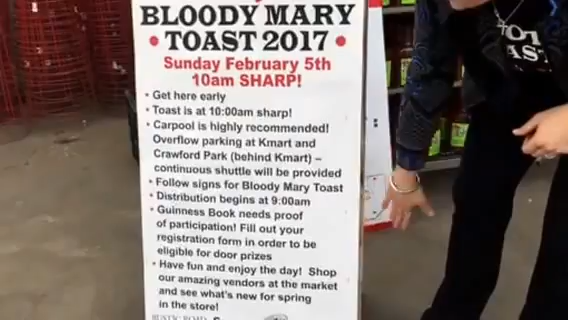 BLOODY MARY
• TOAST 2017 •
Sunday February 5th
10am SHARP!
• Get here early
• Toast is at 10:00am sharp!
• Carpool is highly recommended!
Overflow parking at Kmart and
Crawford Park (behind Kmart) –
continuous shuttle will be provided
• Follow signs for Bloody Mary Toast
• Distribution begins at 9:00am
• Guinness Book needs proof
of participation! Fill out your
registration form in order to be
eligible for door prizes
• Have fun and enjoy the day! Shop
our amazing vendors at the market
and see what's new for spring
in the store!
RUSTIC ROAD